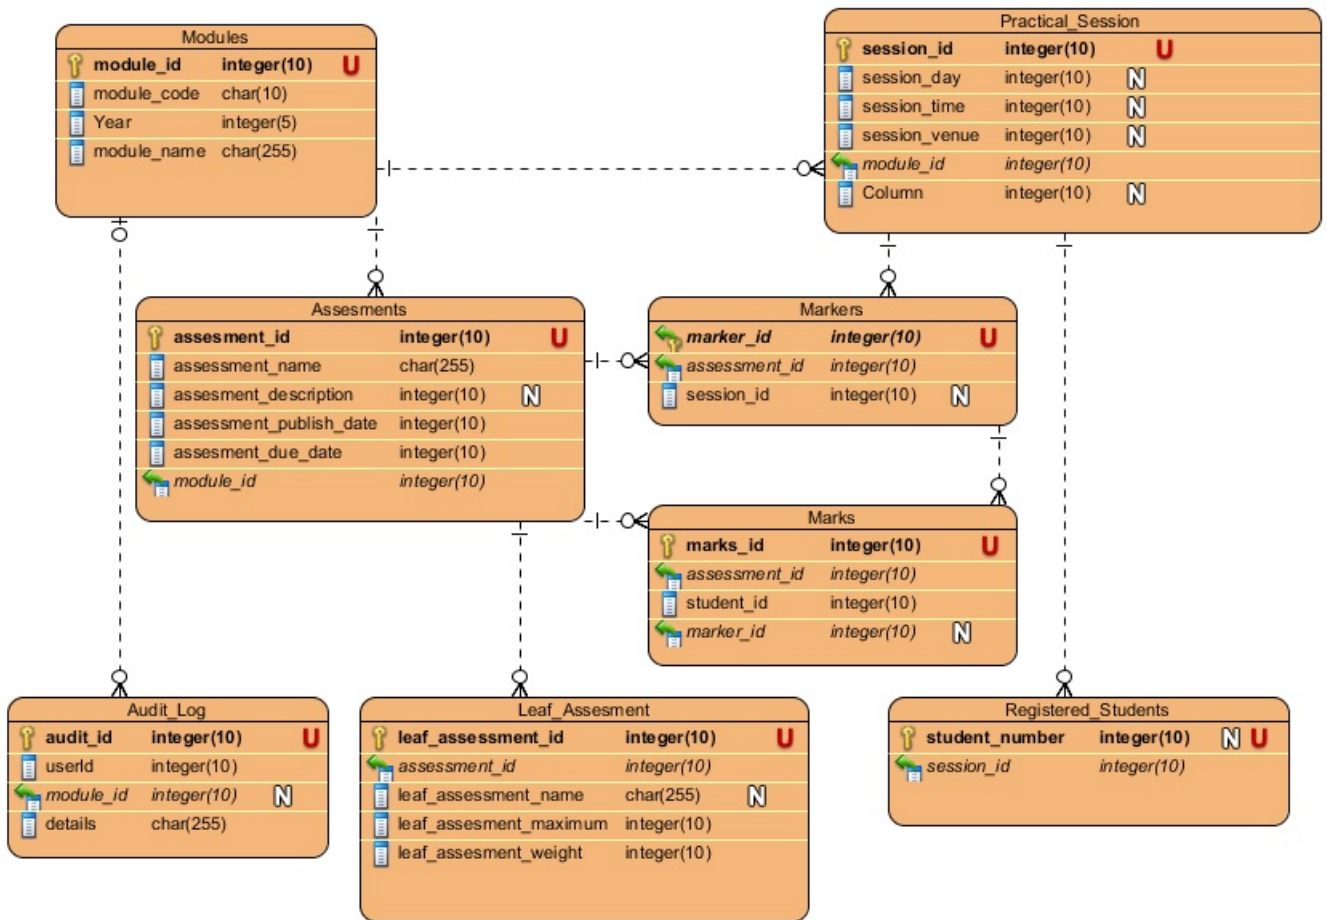 Modules
module_id integer(10) U
module_code char(10)
Year integer(5)
module_name char(255)
Practical_Session
session_id integer(10) U
session_day integer(10) N
session_time integer(10) N
session_venue integer(10) N
module_id integer(10)
Column integer(10) N
Assesments
assesment_id integer(10) U
assessment_name char(255)
assesment_description integer(10) N
assessment_publish_date integer(10)
assesment_due_date integer(10)
module_id integer(10)
Markers
marker_id integer(10) U
assessment_id integer(10)
session_id integer(10) N
Marks
marks_id integer(10) U
assessment_id integer(10)
student_id integer(10)
marker_id integer(10) N
Audit_Log
audit_id integer(10) U
userId integer(10)
module_id integer(10) N
details char(255)
Leaf_Assesment
leaf_assessment_id integer(10) U
assessment_id integer(10)
leaf_assessment_name char(255) N
leaf_assesment_maximum integer(10)
leaf_assesment_weight integer(10)
Registered_Students
student_number integer(10) N U
session_id integer(10)